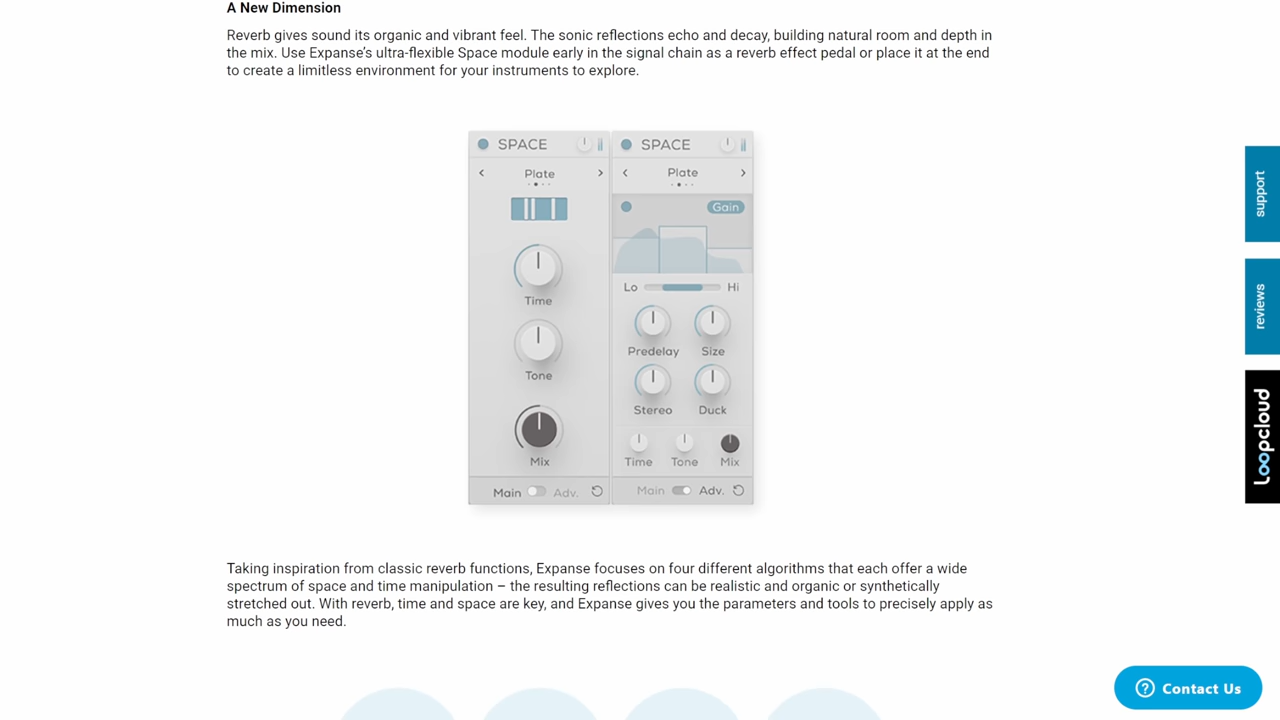 A New Dimension
Reverb gives sound its organic and vibrant feel. The sonic reflections echo and decay, building natural room and depth in
the mix. Use Expanse’s ultra-flexible Space module early in the signal chain as a reverb effect pedal or place it at the end
to create a limitless environment for your instruments to explore.
SPACE
Plate
Time
Tone
Mix
Main Adv.
SPACE
Plate
Gain
Lo Hi
Predelay Size
Stereo Duck
Time Tone Mix
Main Adv.
Taking inspiration from classic reverb functions, Expanse focuses on four different algorithms that each offer a wide
spectrum of space and time manipulation – the resulting reflections can be realistic and organic or synthetically
stretched out. With reverb, time and space are key, and Expanse gives you the parameters and tools to precisely apply as
much as you need.
support
reviews
Loopcloud
Contact Us